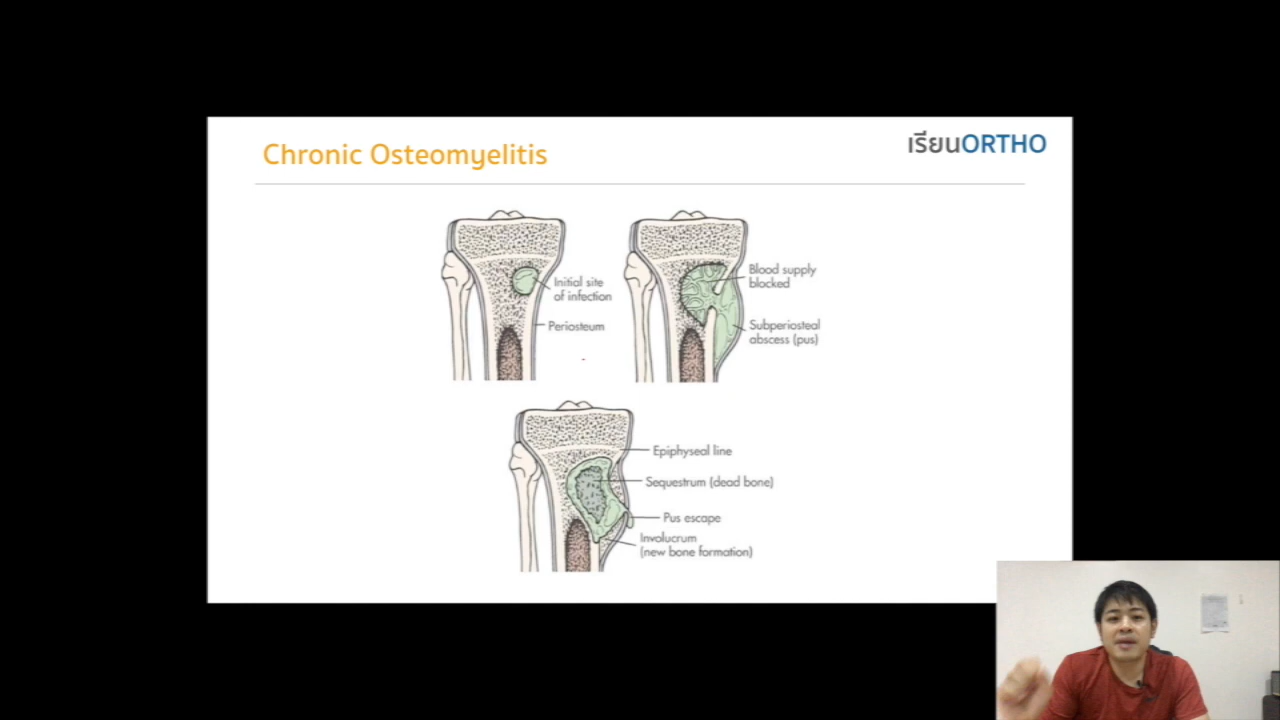 Chronic Osteomyelitis
เรียนORTHO
Initial site
of infection
Periosteum
Blood supply
blocked
Subperiosteal
abscess (pus)
Epiphyseal line
Sequestrum (dead bone)
Pus escape
Involucrum
(new bone formation)